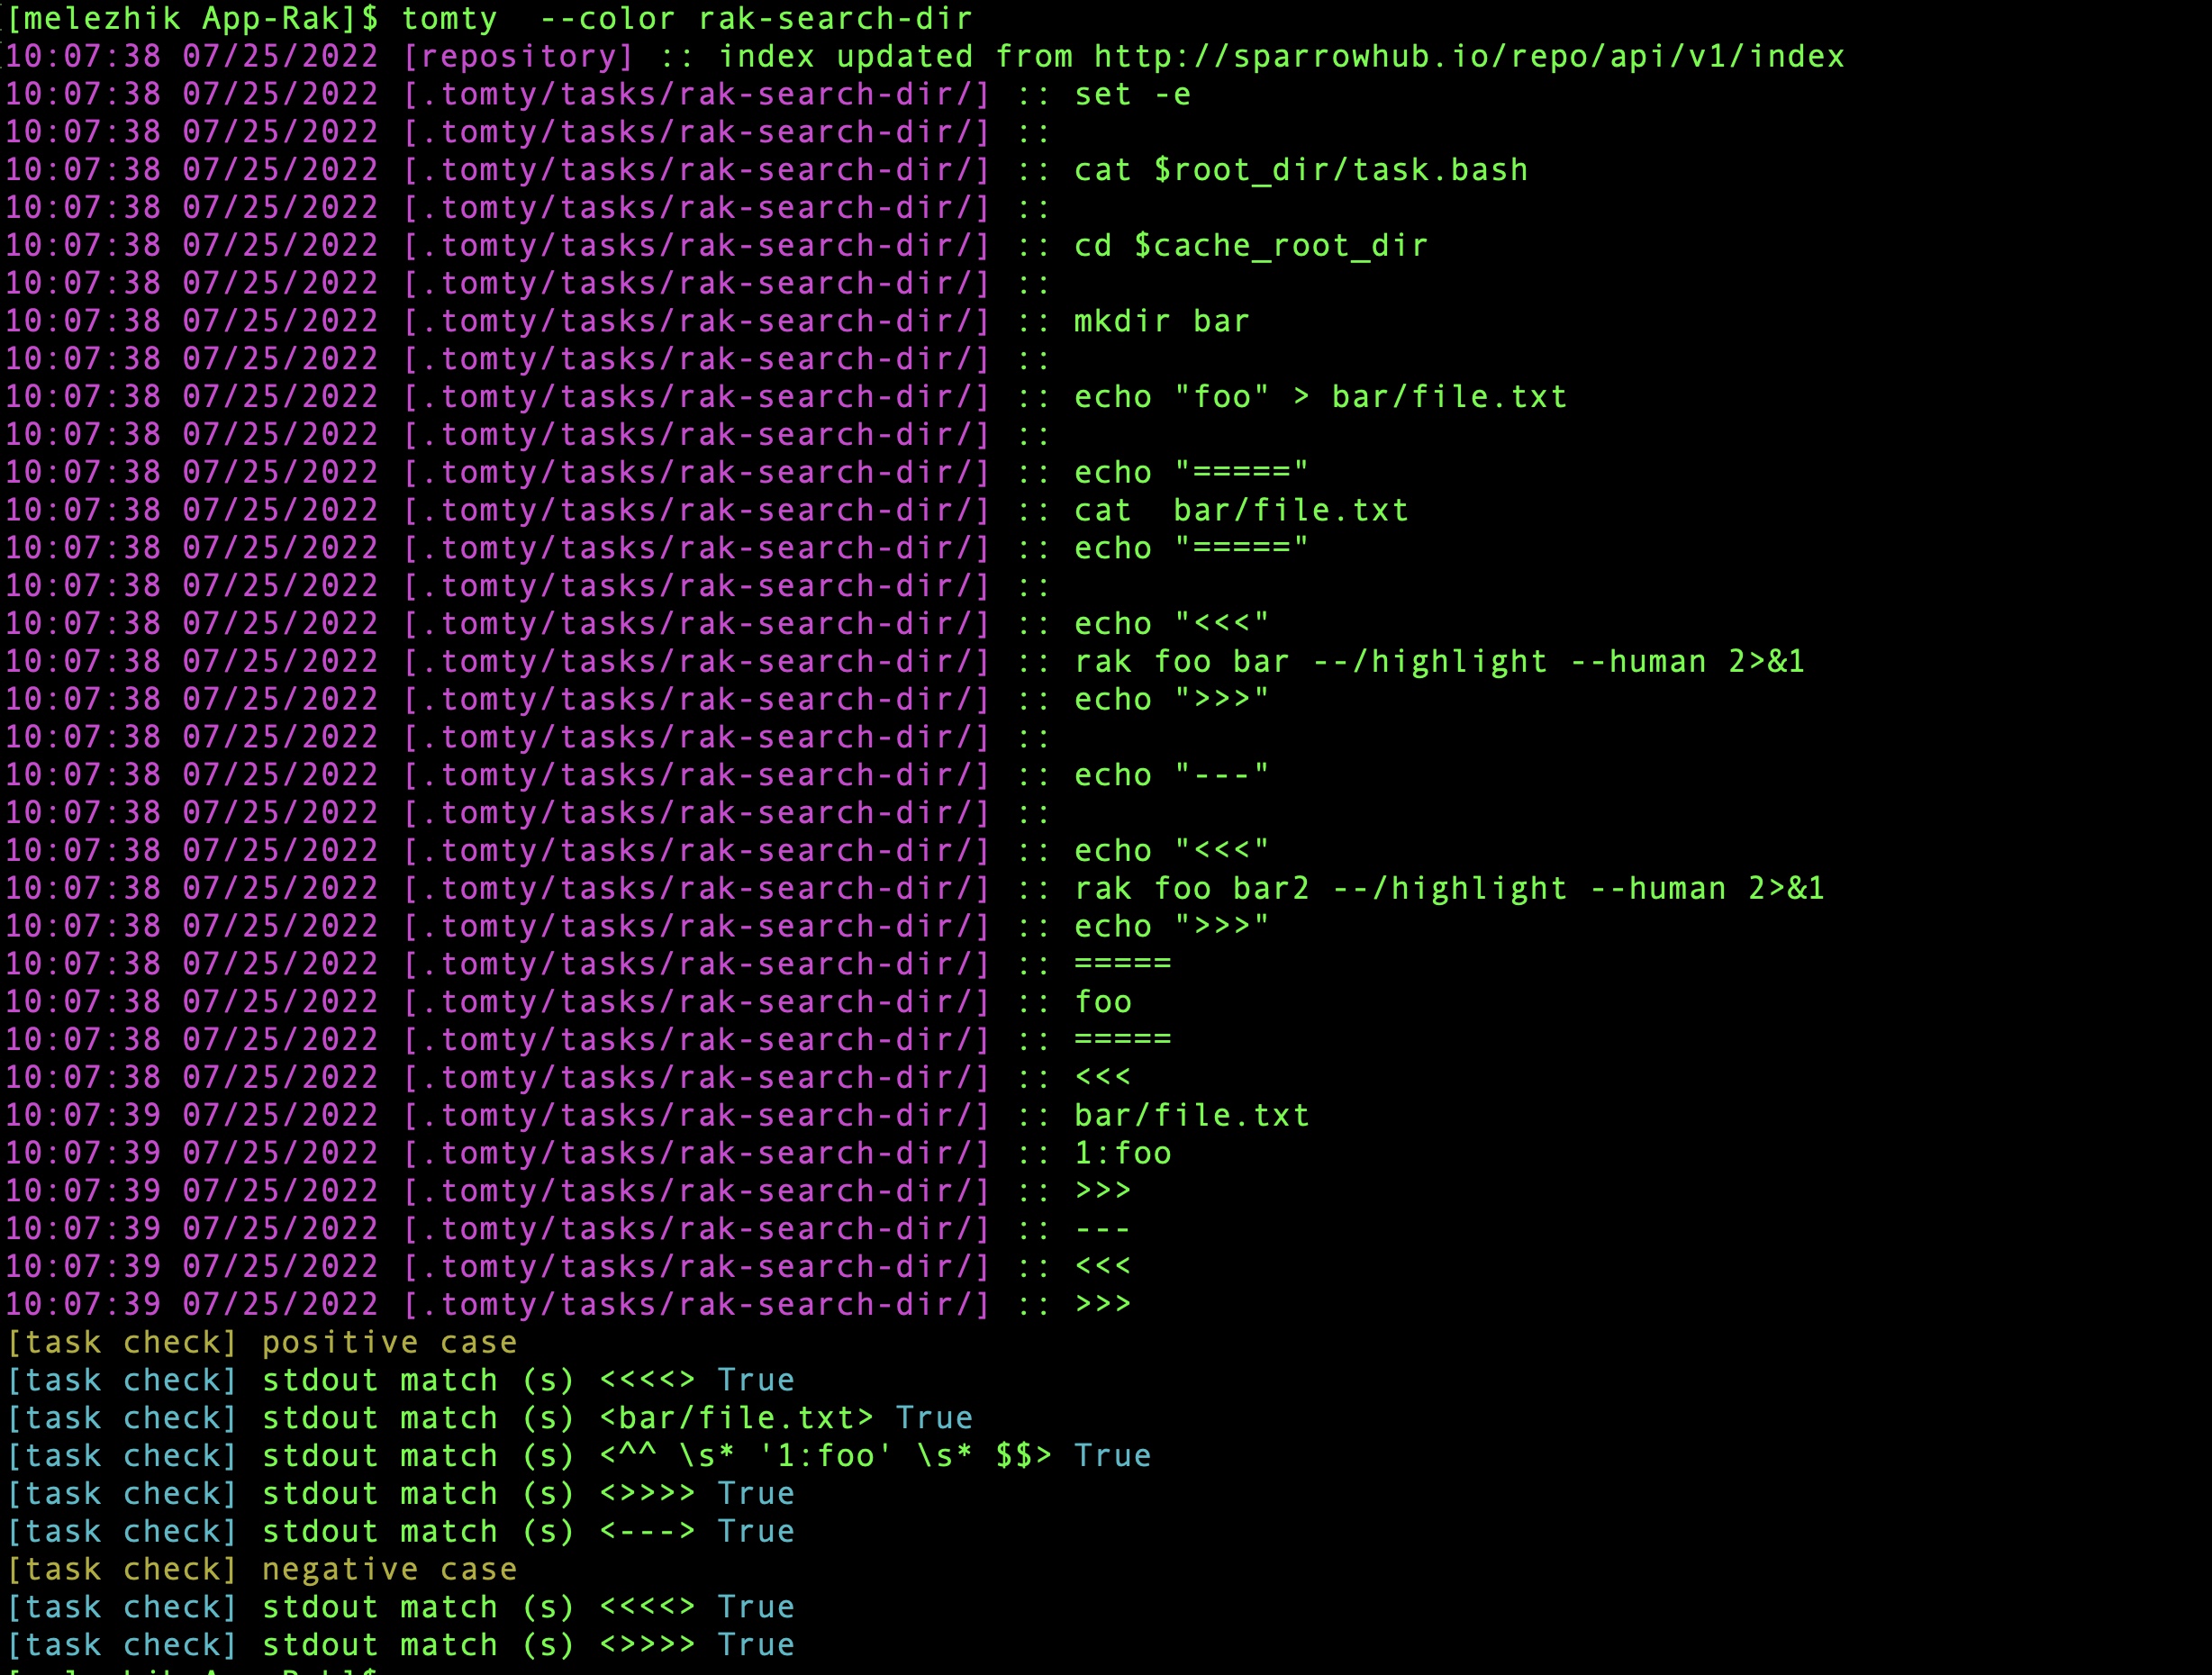 [melezhik App-Rak]$ tomty  --color rak-search-dir
10:07:38 07/25/2022 [repository] :: index updated from http://sparrowhub.io/repo/api/v1/index
10:07:38 07/25/2022 [.tomty/tasks/rak-search-dir/] :: set -e
10:07:38 07/25/2022 [.tomty/tasks/rak-search-dir/] ::
10:07:38 07/25/2022 [.tomty/tasks/rak-search-dir/] :: cat $root_dir/task.bash
10:07:38 07/25/2022 [.tomty/tasks/rak-search-dir/] ::
10:07:38 07/25/2022 [.tomty/tasks/rak-search-dir/] :: cd $cache_root_dir
10:07:38 07/25/2022 [.tomty/tasks/rak-search-dir/] ::
10:07:38 07/25/2022 [.tomty/tasks/rak-search-dir/] :: mkdir bar
10:07:38 07/25/2022 [.tomty/tasks/rak-search-dir/] ::
10:07:38 07/25/2022 [.tomty/tasks/rak-search-dir/] :: echo "foo" > bar/file.txt
10:07:38 07/25/2022 [.tomty/tasks/rak-search-dir/] ::
10:07:38 07/25/2022 [.tomty/tasks/rak-search-dir/] :: echo "====="
10:07:38 07/25/2022 [.tomty/tasks/rak-search-dir/] :: cat  bar/file.txt
10:07:38 07/25/2022 [.tomty/tasks/rak-search-dir/] :: echo "====="
10:07:38 07/25/2022 [.tomty/tasks/rak-search-dir/] ::
10:07:38 07/25/2022 [.tomty/tasks/rak-search-dir/] :: echo "<<<"
10:07:38 07/25/2022 [.tomty/tasks/rak-search-dir/] :: rak foo bar --/highlight --human 2>&1
10:07:38 07/25/2022 [.tomty/tasks/rak-search-dir/] :: echo ">>>"
10:07:38 07/25/2022 [.tomty/tasks/rak-search-dir/] ::
10:07:38 07/25/2022 [.tomty/tasks/rak-search-dir/] :: echo "---"
10:07:38 07/25/2022 [.tomty/tasks/rak-search-dir/] ::
10:07:38 07/25/2022 [.tomty/tasks/rak-search-dir/] :: echo "<<<"
10:07:38 07/25/2022 [.tomty/tasks/rak-search-dir/] :: rak foo bar2 --/highlight --human 2>&1
10:07:38 07/25/2022 [.tomty/tasks/rak-search-dir/] :: echo ">>>"
10:07:38 07/25/2022 [.tomty/tasks/rak-search-dir/] :: =====
10:07:38 07/25/2022 [.tomty/tasks/rak-search-dir/] :: foo
10:07:38 07/25/2022 [.tomty/tasks/rak-search-dir/] :: =====
10:07:38 07/25/2022 [.tomty/tasks/rak-search-dir/] :: <<<
10:07:39 07/25/2022 [.tomty/tasks/rak-search-dir/] :: bar/file.txt
10:07:39 07/25/2022 [.tomty/tasks/rak-search-dir/] :: 1:foo
10:07:39 07/25/2022 [.tomty/tasks/rak-search-dir/] :: >>>
10:07:39 07/25/2022 [.tomty/tasks/rak-search-dir/] :: ---
10:07:39 07/25/2022 [.tomty/tasks/rak-search-dir/] :: <<<
10:07:39 07/25/2022 [.tomty/tasks/rak-search-dir/] :: >>>
[task check] positive case
[task check] stdout match (s) <<<<> True
[task check] stdout match (s) <bar/file.txt> True
[task check] stdout match (s) <^^ \s* '1:foo' \s* $$> True
[task check] stdout match (s) <>>>> True
[task check] stdout match (s) <---> True
[task check] negative case
[task check] stdout match (s) <<<<> True
[task check] stdout match (s) <>>>> True
[melezhik App-Rak]$